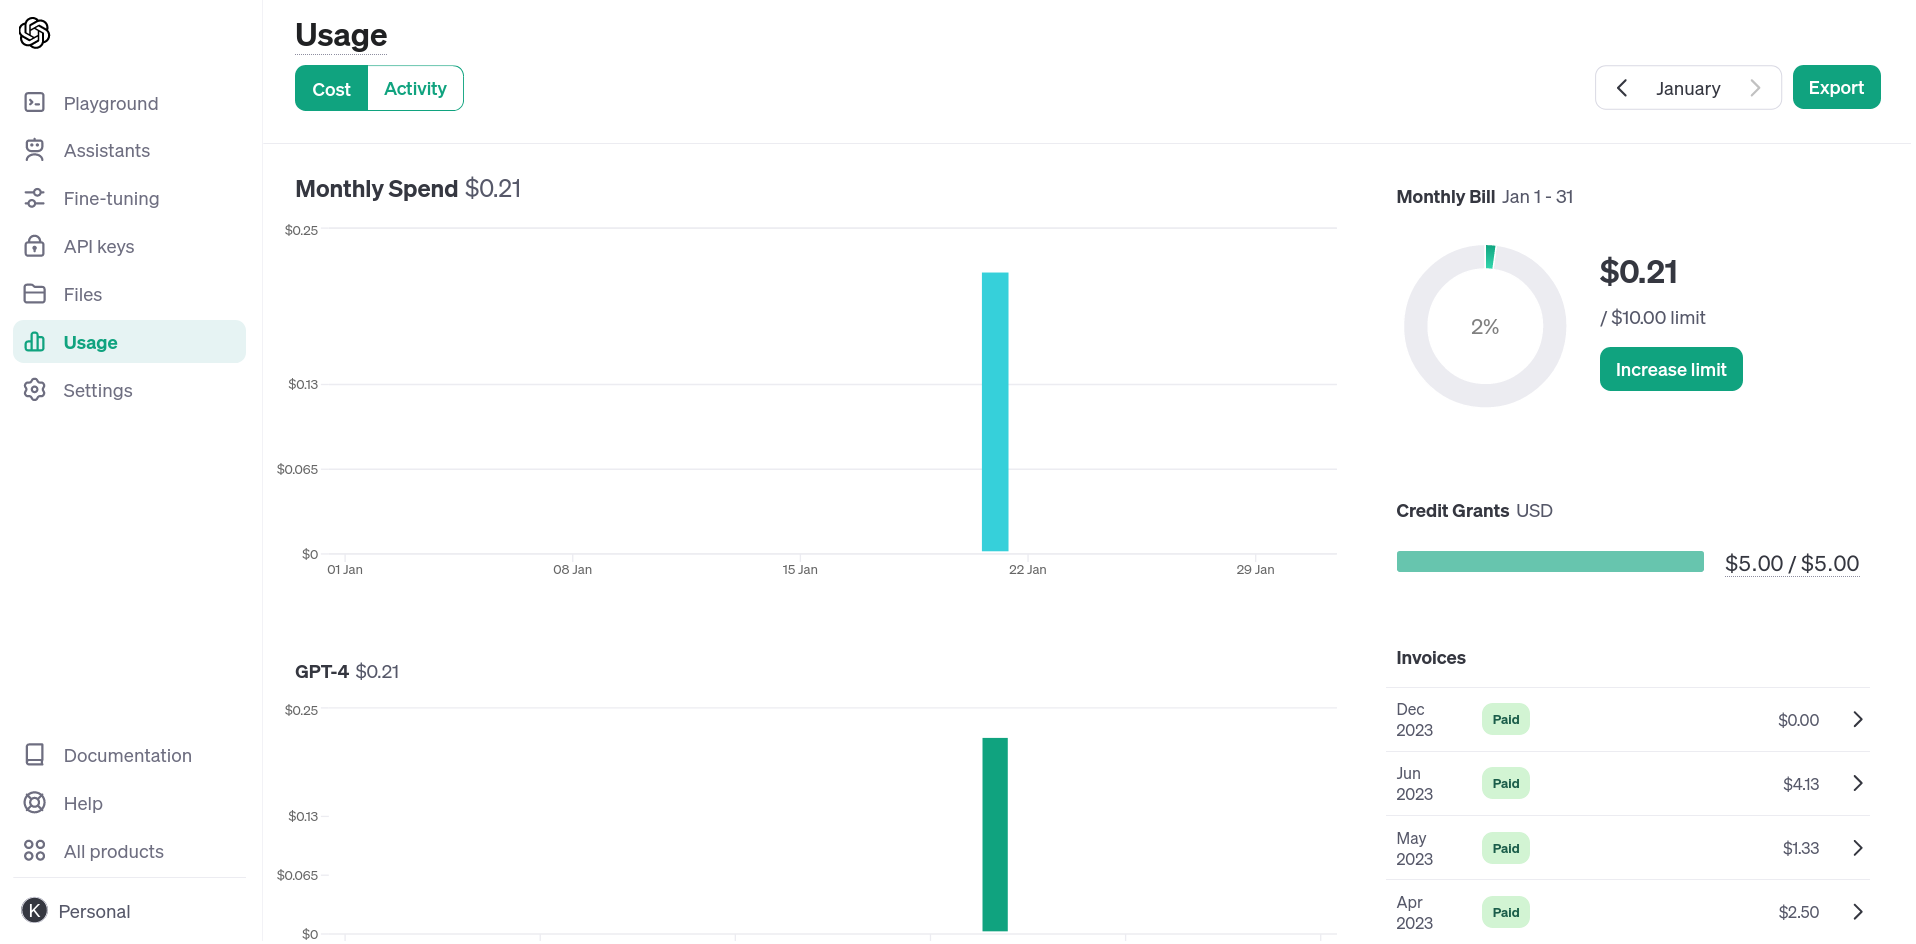 Playground
Assistants
Fine-tuning
API keys
Files
Usage
Settings
Documentation
Help
All products
K Personal
Usage
Cost Activity
January
Export
Monthly Spend $0.21
$0.25
$0.13
$0.065
$0
01 Jan 08 Jan 15 Jan 22 Jan 29 Jan
GPT-4 $0.21
$0.25
$0.13
$0.065
$0
Monthly Bill Jan 1 - 31
2%
$0.21
/ $10.00 limit
Increase limit
Credit Grants USD
$5.00 / $5.00
Invoices
Dec
2023
Paid $0.00
Jun
2023
Paid $4.13
May
2023
Paid $1.33
Apr
2023
Paid $2.50